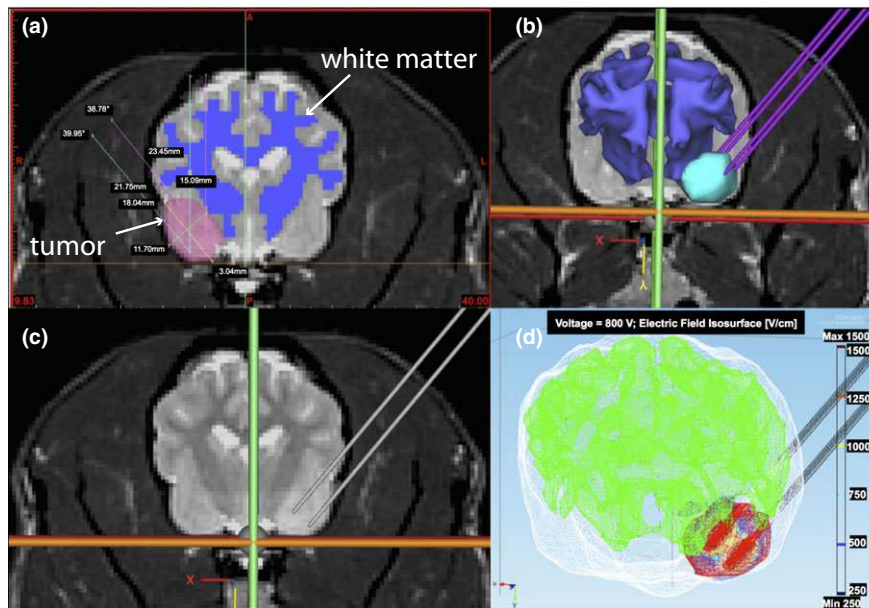 (a)
A
white matter
38.78°
39.95°
23.45mm
R
L
15.09mm
21.75mm
18.04mm
tumor
11.70mm
3.04mm
9.83
P
40.00
(b)
X
Y
(c)
X
(d)
Voltage = 800 V; Electric Field Isosurface [V/cm]
Max 1500
1500
1250
1000
750
500
250
Min 250
x